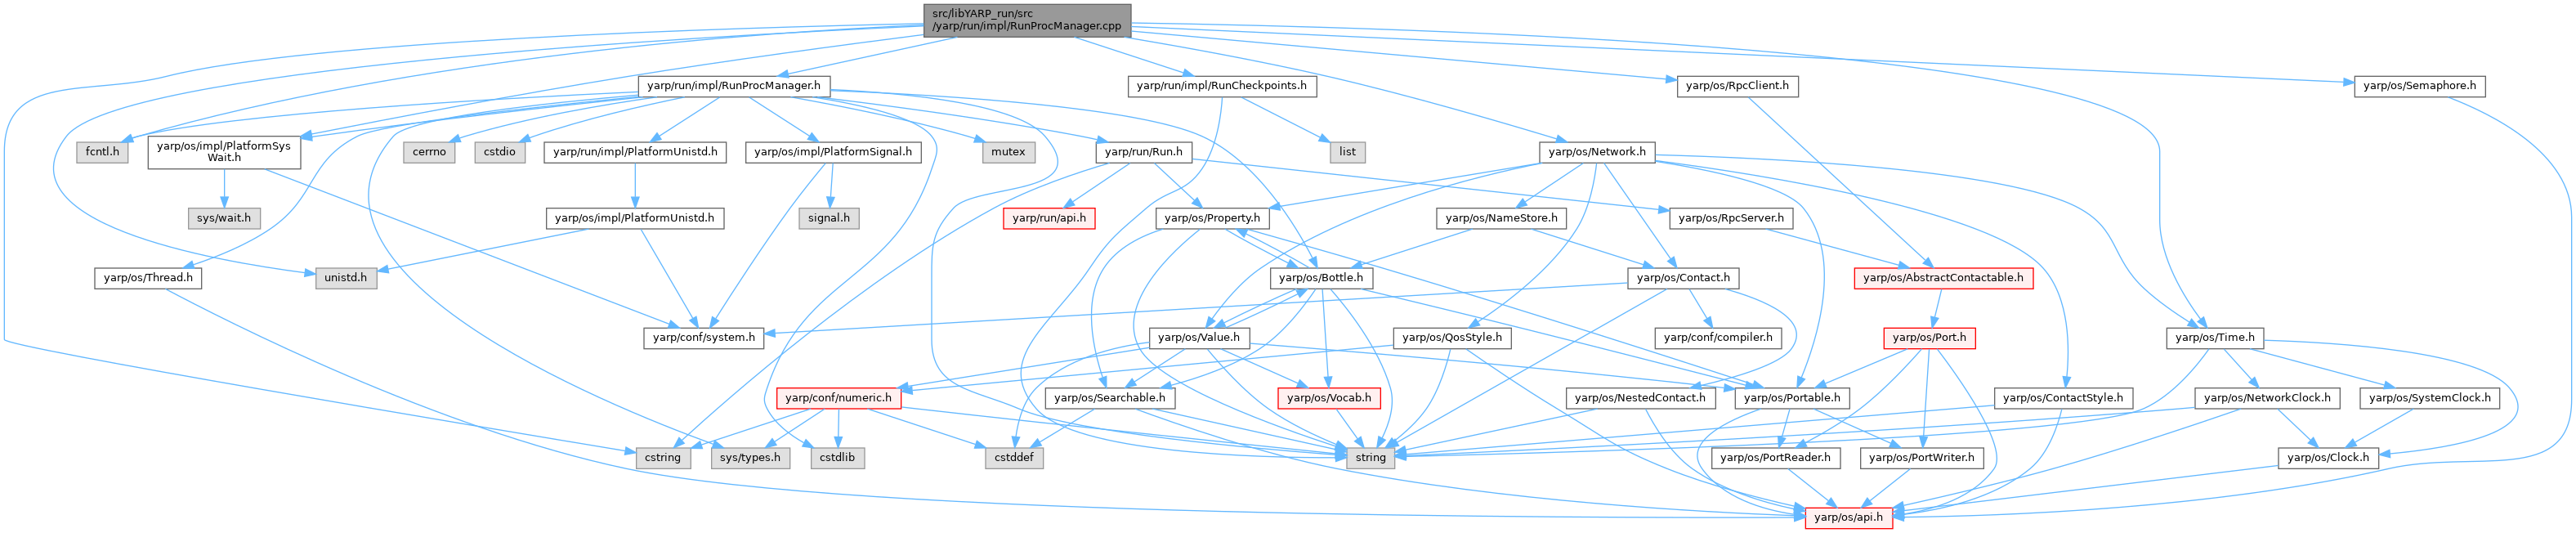 src/libYARP_run/src
/yarp/run/impl/RunProcManager.cpp
yarp/run/impl/RunProcManager.h
yarp/run/impl/RunCheckpoints.h
yarp/os/RpcClient.h
yarp/os/Semaphore.h
fcntl.h
yarp/os/impl/PlatformSys
Wait.h
cerrno
cstdio
yarp/run/impl/PlatformUnistd.h
yarp/os/impl/PlatformSignal.h
mutex
yarp/run/Run.h
list
yarp/os/Network.h
sys/wait.h
yarp/os/impl/PlatformUnistd.h
signal.h
yarp/run/api.h
yarp/os/Property.h
yarp/os/NameStore.h
yarp/os/RpcServer.h
yarp/os/Thread.h
unistd.h
yarp/os/Bottle.h
yarp/os/Contact.h
yarp/os/AbstractContactable.h
yarp/conf/system.h
yarp/os/Value.h
yarp/os/QosStyle.h
yarp/conf/compiler.h
yarp/os/Port.h
yarp/os/Time.h
yarp/conf/numeric.h
yarp/os/Searchable.h
yarp/os/Vocab.h
yarp/os/NestedContact.h
yarp/os/Portable.h
yarp/os/ContactStyle.h
yarp/os/NetworkClock.h
yarp/os/SystemClock.h
cstring
sys/types.h
cstdlib
cstddef
string
yarp/os/PortReader.h
yarp/os/PortWriter.h
yarp/os/Clock.h
yarp/os/api.h